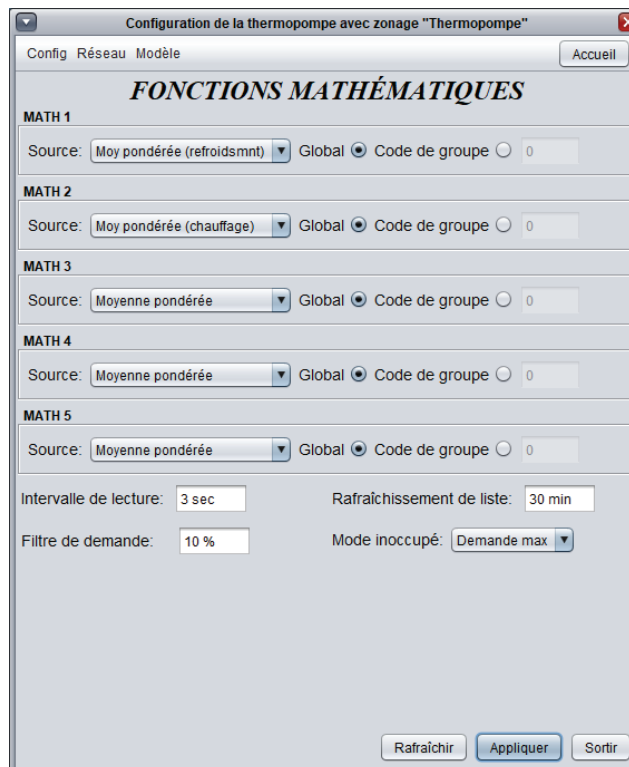 Configuration de la thermopompe avec zonage "Thermopompe"
Config Réseau Modèle Accueil
FONCTIONS MATHÉMATIQUES
MATH 1
Source: Moy pondérée (refroidsmnt) Global Code de groupe 0
MATH 2
Source: Moy pondérée (chauffage) Global Code de groupe 0
MATH 3
Source: Moyenne pondérée Global Code de groupe 0
MATH 4
Source: Moyenne pondérée Global Code de groupe 0
MATH 5
Source: Moyenne pondérée Global Code de groupe 0
Intervalle de lecture: 3 sec Rafraîchissement de liste: 30 min
Filtre de demande: 10 % Mode inoccupé: Demande max
Rafraîchir Appliquer Sortir